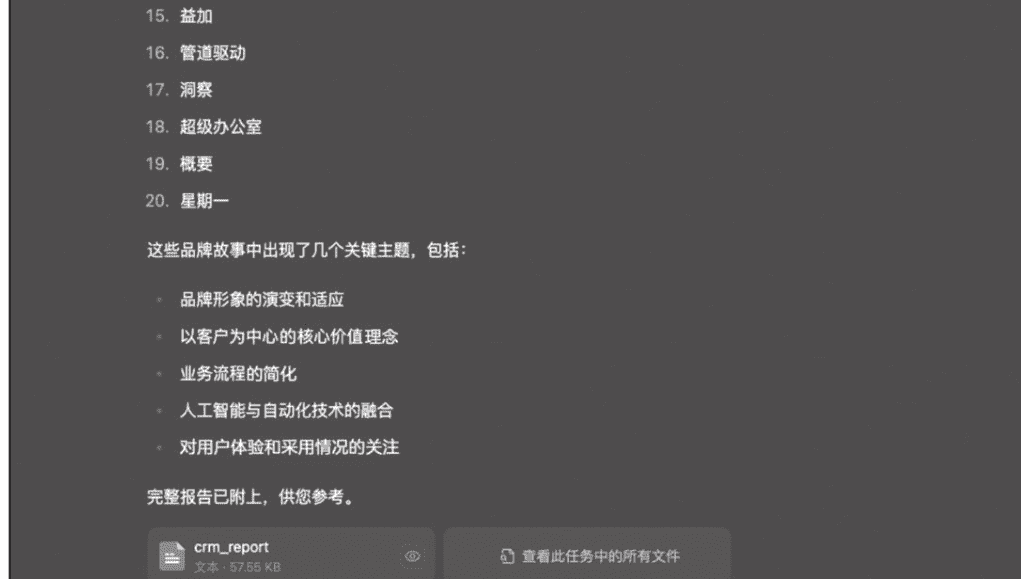 15. 益加
16. 管道驱动
17. 洞察
18. 超级办公室
19. 概要
20. 星期一
这些品牌故事中出现了几个关键主题，包括：
品牌形象的演变和适应
以客户为中心的核心价值理念
业务流程的简化
人工智能与自动化技术的融合
对用户体验和采用情况的关注
完整报告已附上，供您参考。
crm_report
文本 · 57.55 KB
查看此任务中的所有文件